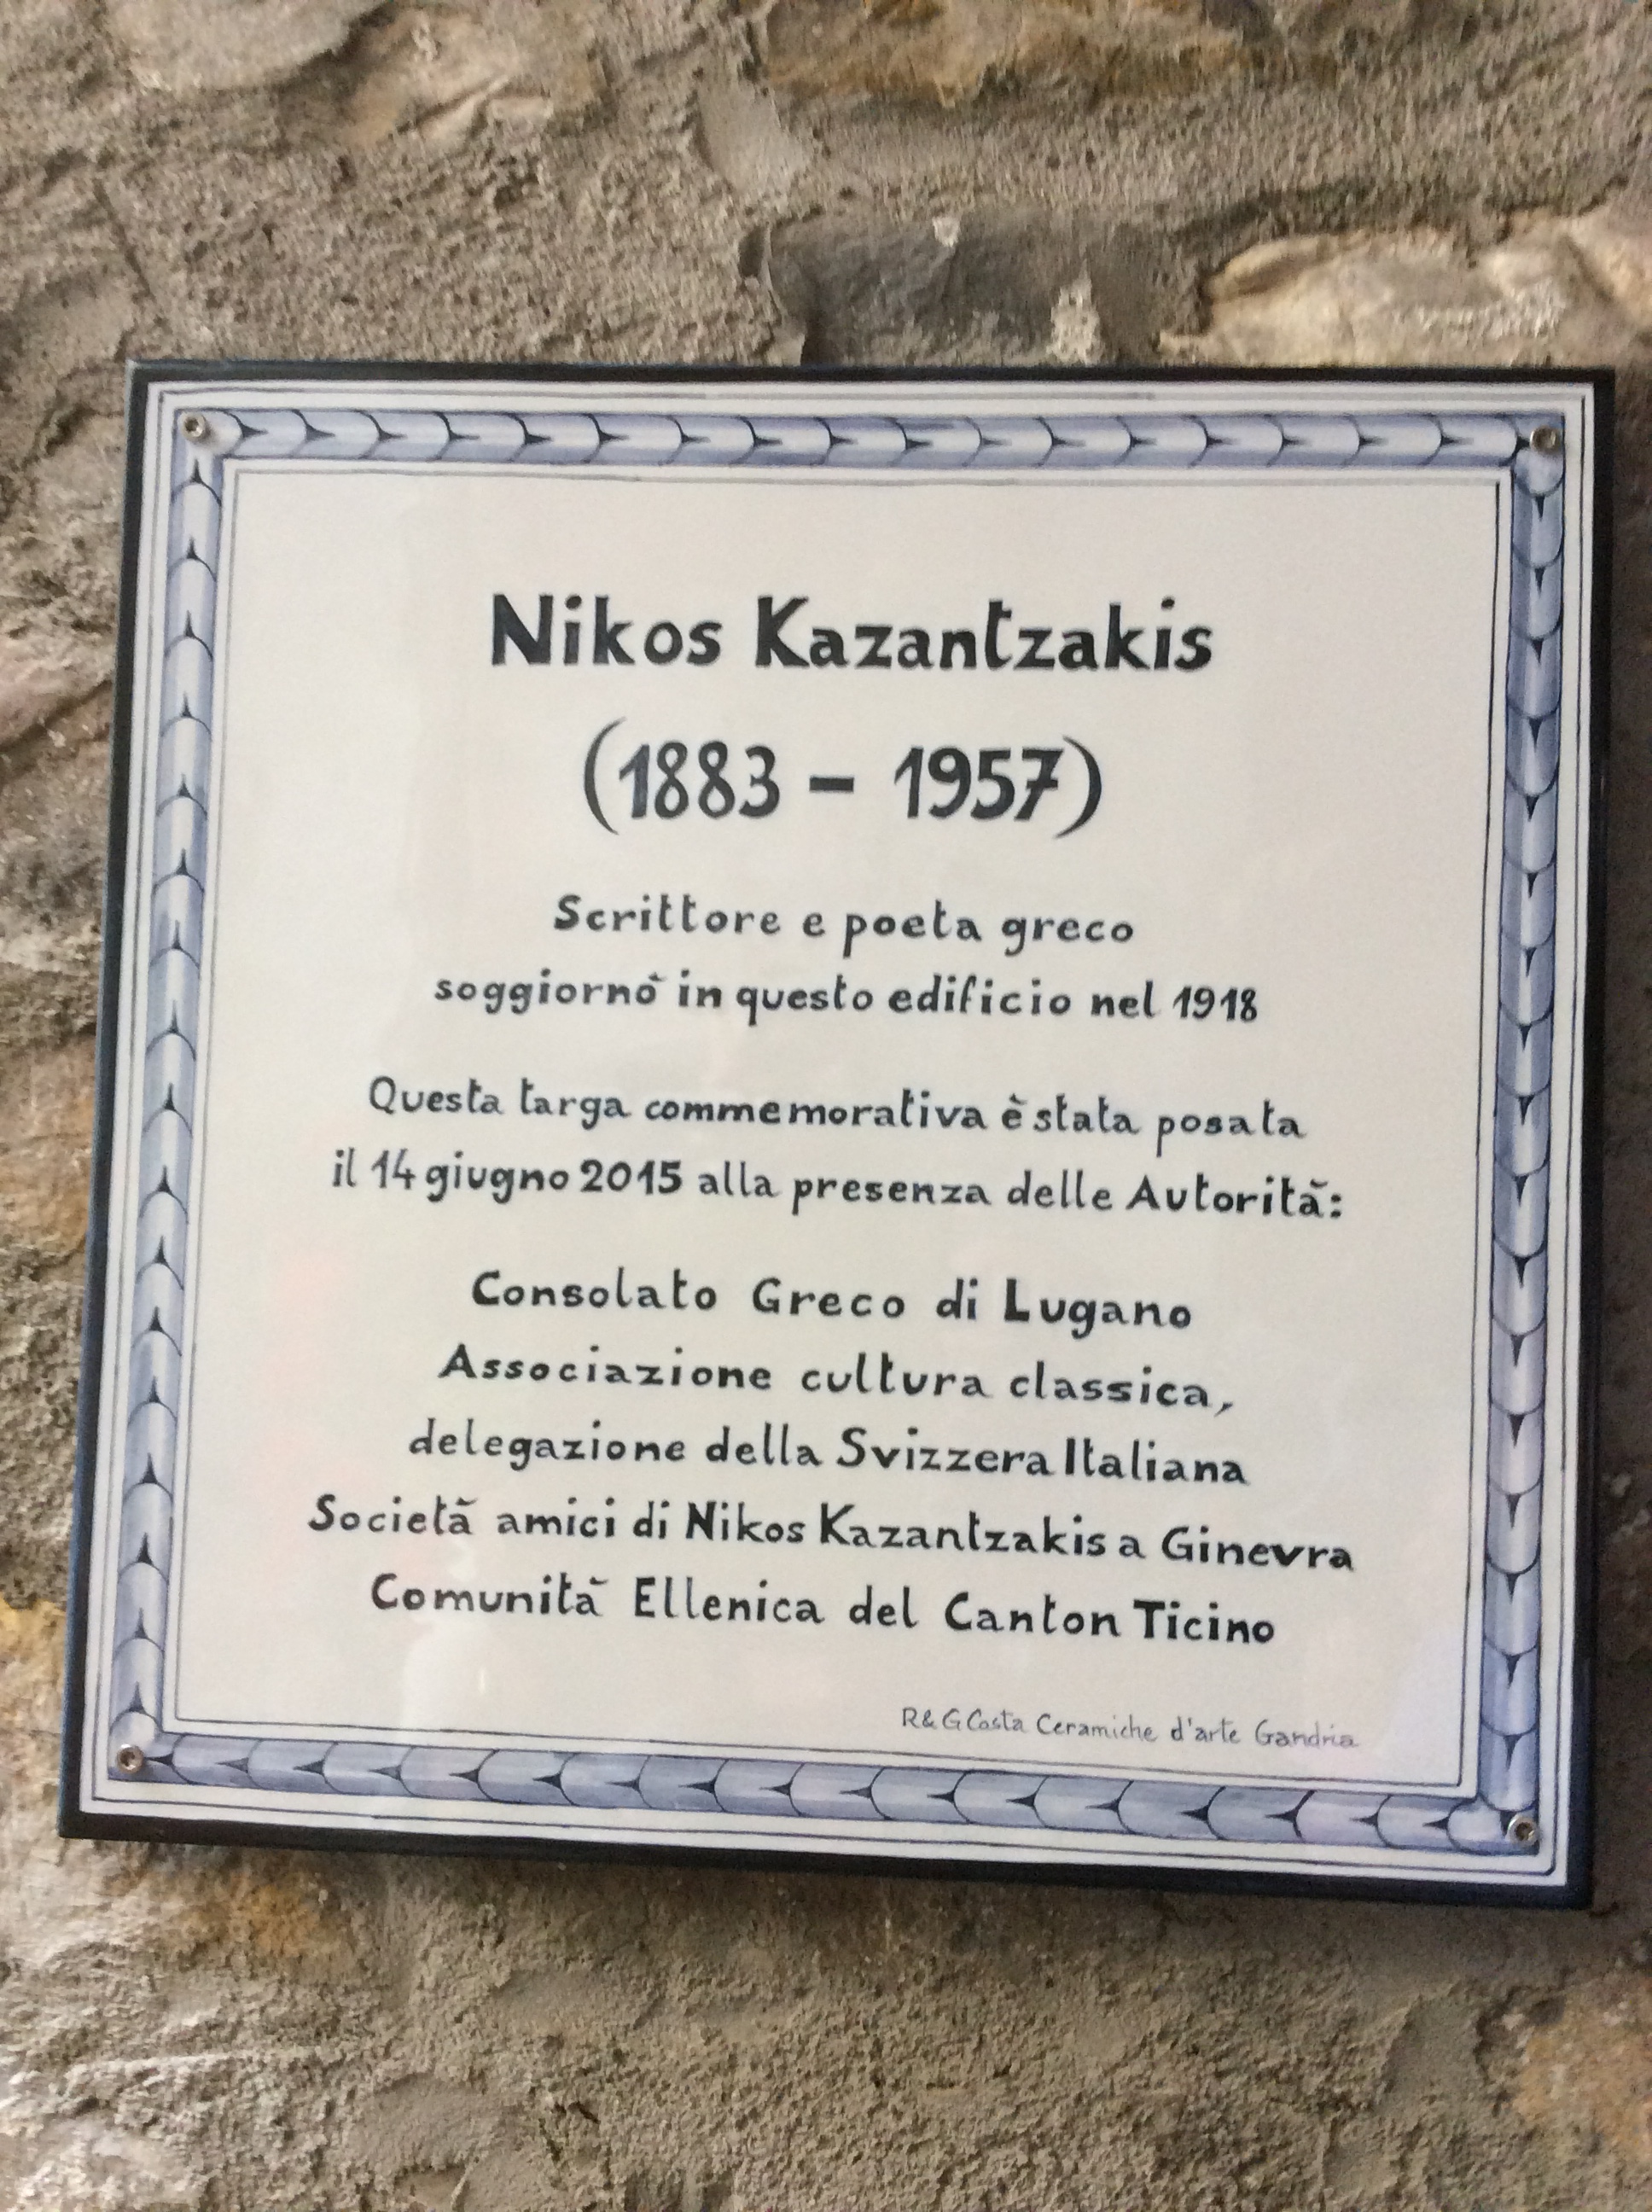 Nikos Kazantzakis
(1883 - 1957)
Scrittore e poeta greco
soggiornò in questo edificio nel 1918
Questa targa commemorativa è stata posata
il 14 giugno 2015 alla presenza delle Autorità:
Consolato Greco di Lugano
Associazione cultura classica,
delegazione della Svizzera Italiana
Società amici di Nikos Kazantzakis a Ginevra
Comunità Ellenica del Canton Ticino
R&G Costa Ceramiche d'arte Gandria